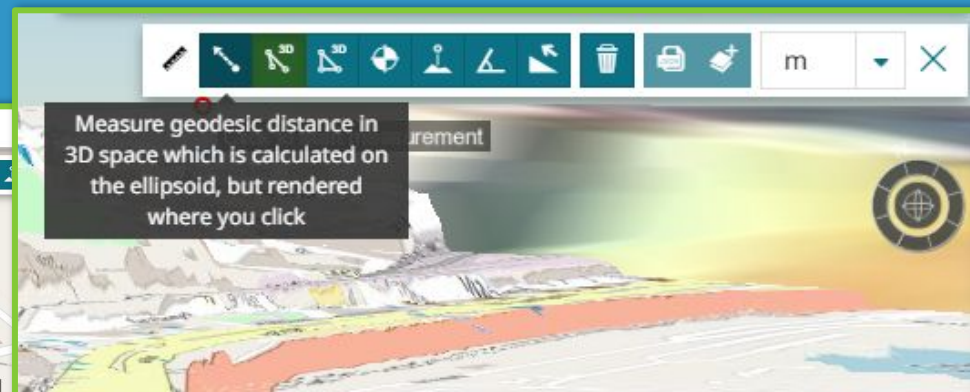 3D
3D
JSON
m
Measure geodesic distance in
3D space which is calculated on
the ellipsoid, but rendered
where you click
urement